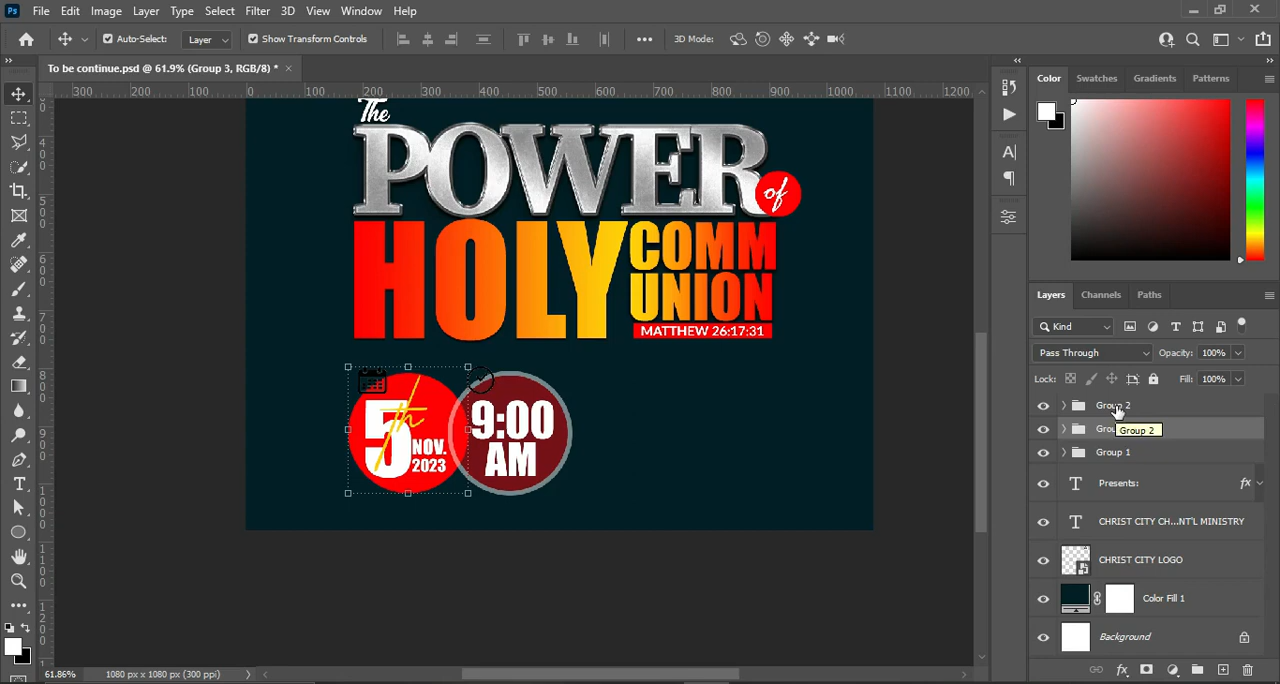 Ps File Edit Image Layer Type Select Filter 3D View Window Help
Auto-Select: Layer Show Transform Controls 3D Mode:
To be continue.psd @ 61.9% (Group 3, RGB/8) *
300 200 100 0 100 200 300 400 500 600 700 800 900 1000 1100 1200
Color Swatches Gradients Patterns
The
POWER
of
HOLY
COMM
UNION
MATTHEW 26:17:31
5
th
NOV.
2023
9:00
AM
Layers Channels Paths
Kind
Pass Through Opacity: 100%
Lock: Fill: 100%
Group 2
Grou
Group 2
Group 1
Presents: fx
CHRIST CITY CH...NT'L MINISTRY
CHRIST CITY LOGO
Color Fill 1
Background
61.86% 1080 px x 1080 px (300 ppi)